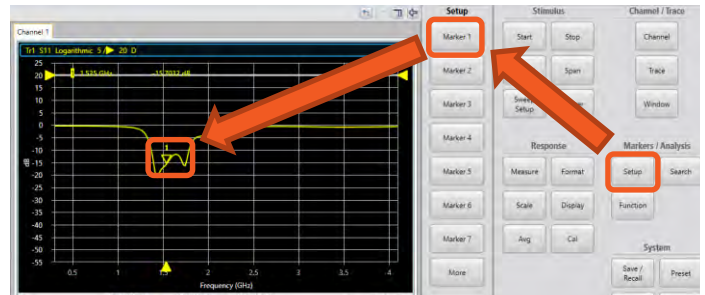 Channel 1
Tr1 S11 Logarithmic 5/ 20 D
1.535 GHz -15.7032 dB
25
20
15
10
5
0
-5
-10
-15
-20
-25
-30
-35
-40
-45
-50
-55
dB
1
0.5 1 1.5 2 2.5 3 3.5 4
Frequency (GHz)
Setup
Marker 1
Marker 2
Marker 3
Marker 4
Marker 5
Marker 6
Marker 7
More
Stimulus
Start Stop
Span
Sweep
Setup
Response
Measure Format
Scale Display
Avg Cal
Channel / Trace
Channel
Trace
Window
Markers / Analysis
Setup Search
Function
System
Save /
Recall
Preset